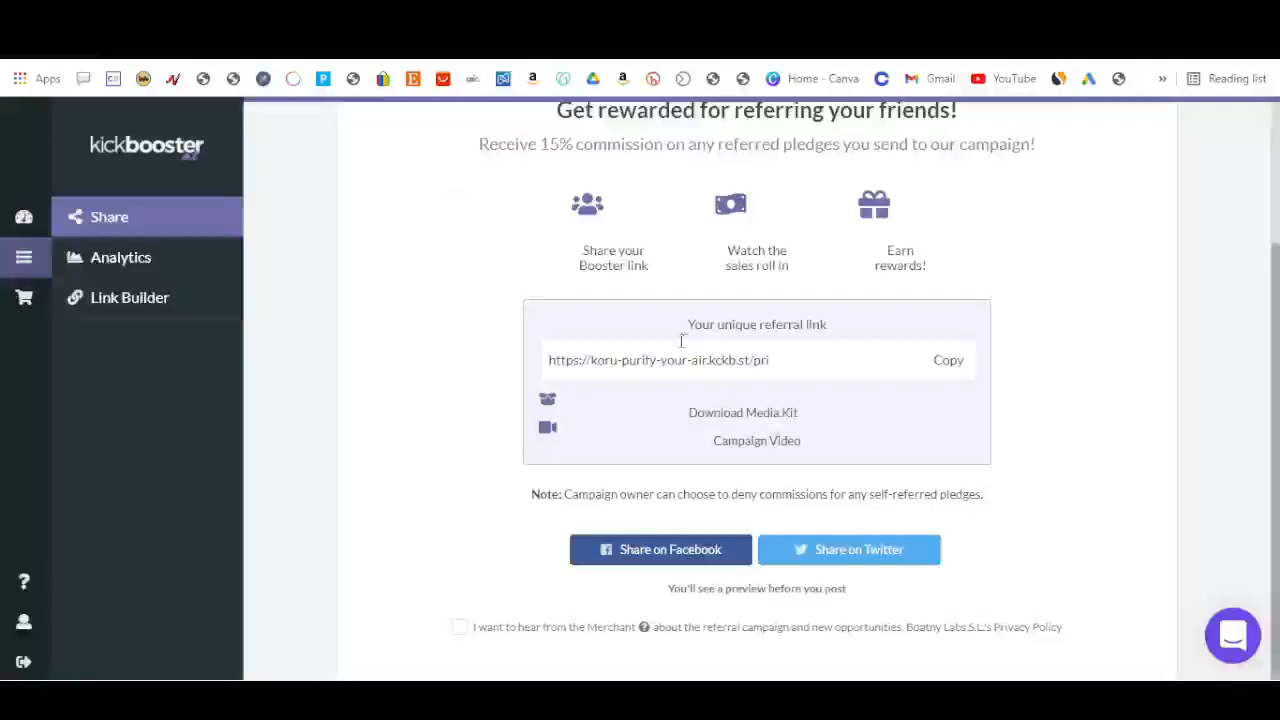 Apps
Home - Canva
Gmail
YouTube
»
Reading list
kickbooster
Share
Analytics
Link Builder
Get rewarded for referring your friends!
Receive 15% commission on any referred pledges you send to our campaign!
Share your
Booster link
Watch the
sales roll in
Earn
rewards!
Your unique referral link
https://koru-purify-your-air.kckb.st/pri
Copy
Download Media Kit
Campaign Video
Note: Campaign owner can choose to deny commissions for any self-referred pledges.
Share on Facebook
Share on Twitter
You'll see a preview before you post
I want to hear from the Merchant ? about the referral campaign and new opportunities. Boatny Labs S.L.'s Privacy Policy
?